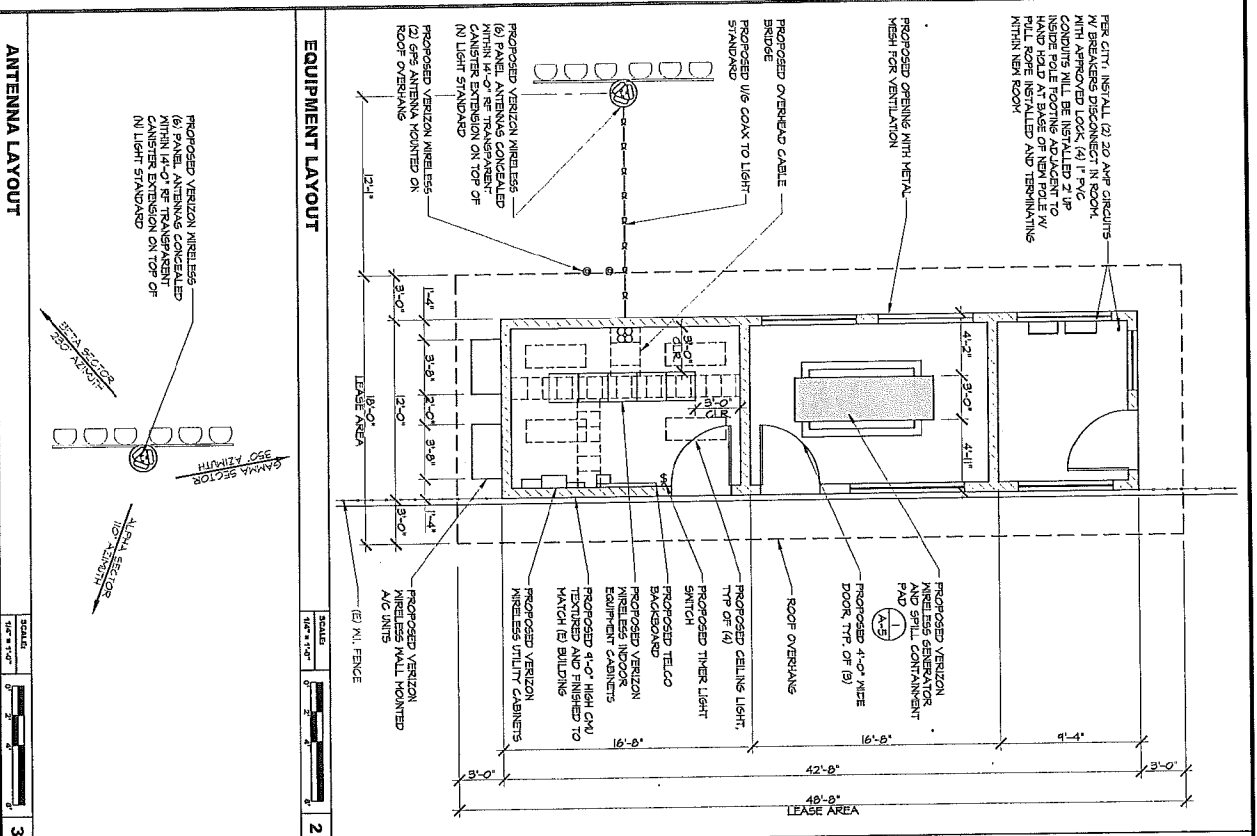 PER CITY, INSTALL (2) 20 AMP CIRCUITS
W/ BREAKERS DISCONNECT IN ROOM.
WITH APPROVED LOCK, (4) 1" PVC
CONDUITS WILL BE INSTALLED 2' UP
INSIDE POLE FOOTING ADJACENT TO
HAND HOLD AT BASE OF NEW POLE W/
PULL ROPE INSTALLED AND TERMINATING
WITHIN NEW ROOM
PROPOSED OPENING WITH METAL
MESH FOR VENTILATION
PROPOSED OVERHEAD CABLE
BRIDGE
PROPOSED U/G COAX TO LIGHT
STANDARD
PROPOSED VERIZON WIRELESS
(6) PANEL ANTENNAS CONCEALED
WITHIN 14'-0" RF TRANSPARENT
CANISTER EXTENSION ON TOP OF
(N) LIGHT STANDARD
PROPOSED VERIZON WIRELESS
(2) GPS ANTENNA MOUNTED ON
ROOF OVERHANG
12'-1"
3'-0"
12'-0"
3'-0"
1'-4"
3'-8"
2'-0"
3'-8"
1'-4"
18'-0"
LEASE AREA
3'-0"
CLR
3'-0"
CLR
4'-2"
3'-0"
4'-11"
PROPOSED VERIZON
WIRELESS GENERATOR
AND SPILL CONTAINMENT
PAD
1
A-5
PROPOSED 4'-0" WIDE
DOOR, TYP. OF (3)
ROOF OVERHANG
PROPOSED CEILING LIGHT,
TYP OF (4)
PROPOSED TIMER LIGHT
SWITCH
PROPOSED TELCO
BACKBOARD
PROPOSED VERIZON
WIRELESS INDOOR
EQUIPMENT CABINETS
PROPOSED 9'-0" HIGH CMU
TEXTURED AND FINISHED TO
MATCH (E) BUILDING
PROPOSED VERIZON
WIRELESS UTILITY CABINETS
PROPOSED VERIZON
WIRELESS WALL MOUNTED
A/C UNITS
(E) W.I. FENCE
16'-8"
16'-8"
9'-4"
3'-0"
42'-8"
3'-0"
48'-8"
LEASE AREA
EQUIPMENT LAYOUT
SCALE:
1/4" = 1'-0"
0'
2'
4'
8'
2
PROPOSED VERIZON WIRELESS
(6) PANEL ANTENNAS CONCEALED
WITHIN 14'-0" RF TRANSPARENT
CANISTER EXTENSION ON TOP OF
(N) LIGHT STANDARD
BETA SECTOR
230° AZIMUTH
GAMMA SECTOR
350° AZIMUTH
ALPHA SECTOR
110° AZIMUTH
ANTENNA LAYOUT
SCALE:
1/4" = 1'-0"
0'
2'
4'
8'
3